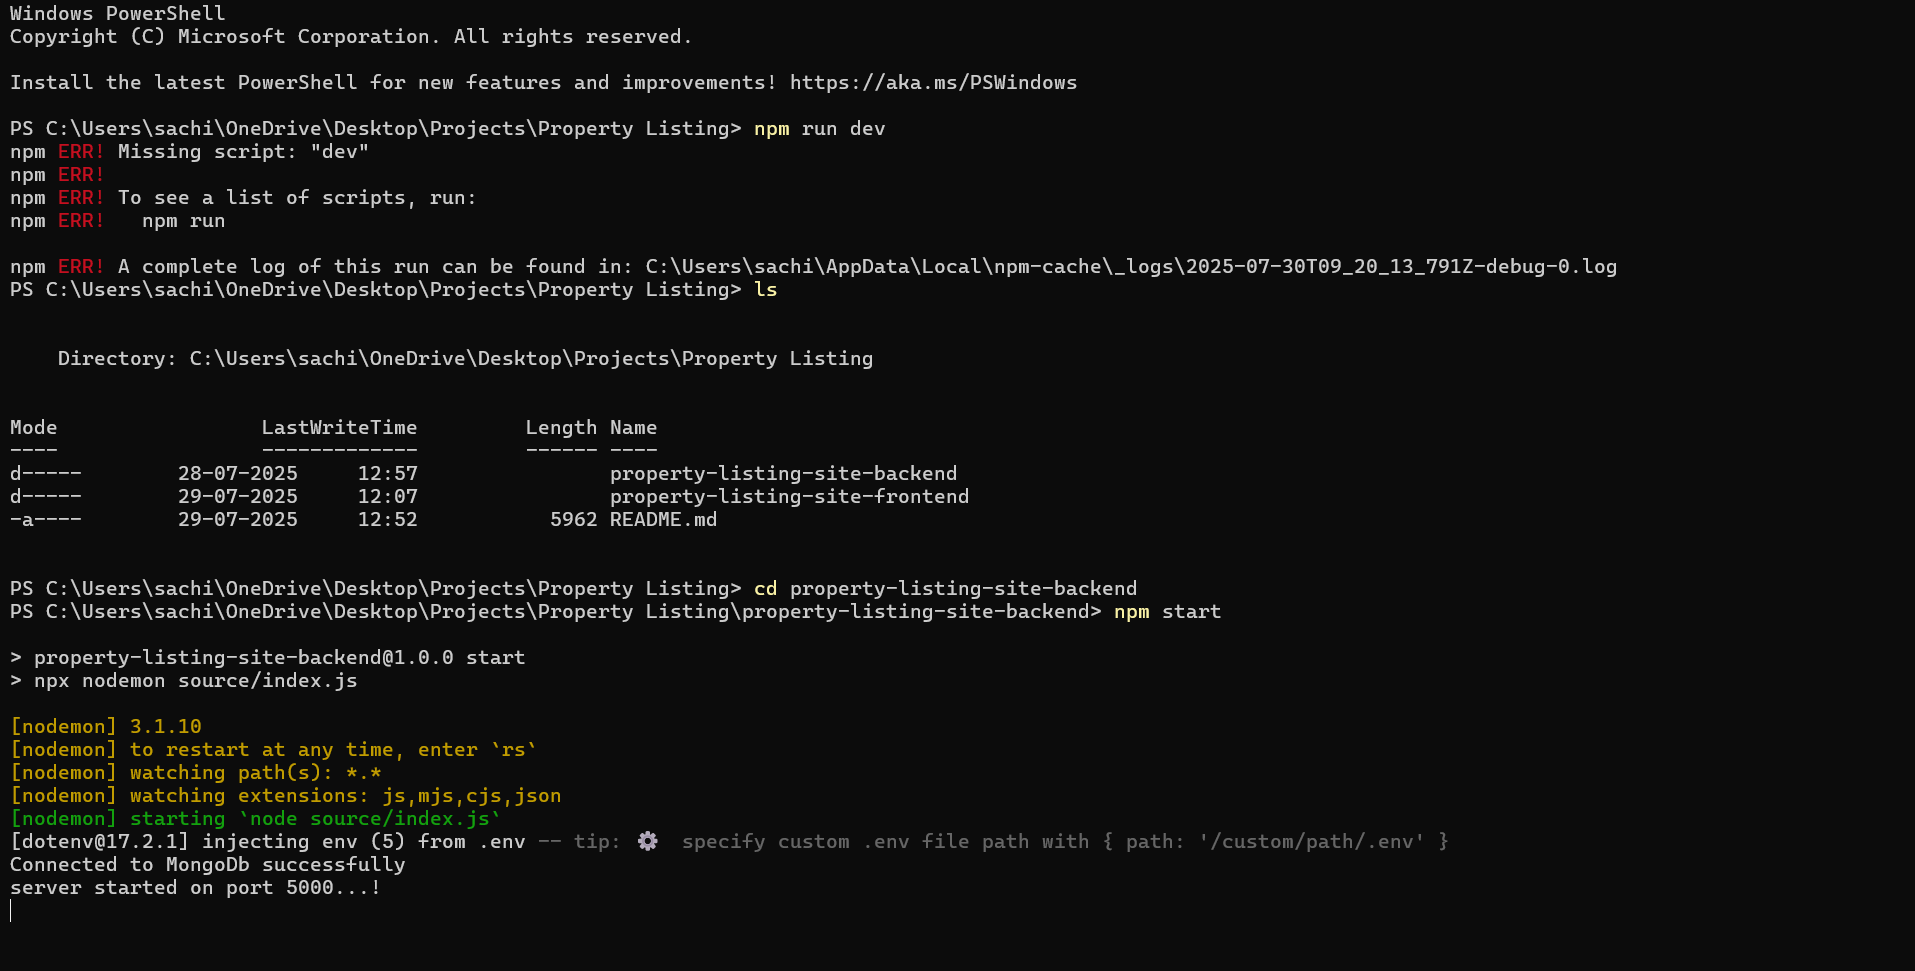 Windows PowerShell
Copyright (C) Microsoft Corporation. All rights reserved.
Install the latest PowerShell for new features and improvements! https://aka.ms/PSWindows
PS C:\Users\sachi\OneDrive\Desktop\Projects\Property Listing> npm run dev
npm ERR! Missing script: "dev"
npm ERR!
npm ERR! To see a list of scripts, run:
npm ERR!   npm run
npm ERR! A complete log of this run can be found in: C:\Users\sachi\AppData\Local\npm-cache\_logs\2025-07-30T09_20_13_791Z-debug-0.log
PS C:\Users\sachi\OneDrive\Desktop\Projects\Property Listing> ls
    Directory: C:\Users\sachi\OneDrive\Desktop\Projects\Property Listing
Mode                 LastWriteTime         Length Name
----                 -------------         ------ ----
d-----        28-07-2025     12:57                property-listing-site-backend
d-----        29-07-2025     12:07                property-listing-site-frontend
-a----        29-07-2025     12:52           5962 README.md
PS C:\Users\sachi\OneDrive\Desktop\Projects\Property Listing> cd property-listing-site-backend
PS C:\Users\sachi\OneDrive\Desktop\Projects\Property Listing\property-listing-site-backend> npm start
> property-listing-site-backend@1.0.0 start
> npx nodemon source/index.js
[nodemon] 3.1.10
[nodemon] to restart at any time, enter `rs`
[nodemon] watching path(s): *.*
[nodemon] watching extensions: js,mjs,cjs,json
[nodemon] starting `node source/index.js`
[dotenv@17.2.1] injecting env (5) from .env -- tip: ⚙️  specify custom .env file path with { path: '/custom/path/.env' }
Connected to MongoDb successfully
server started on port 5000...!